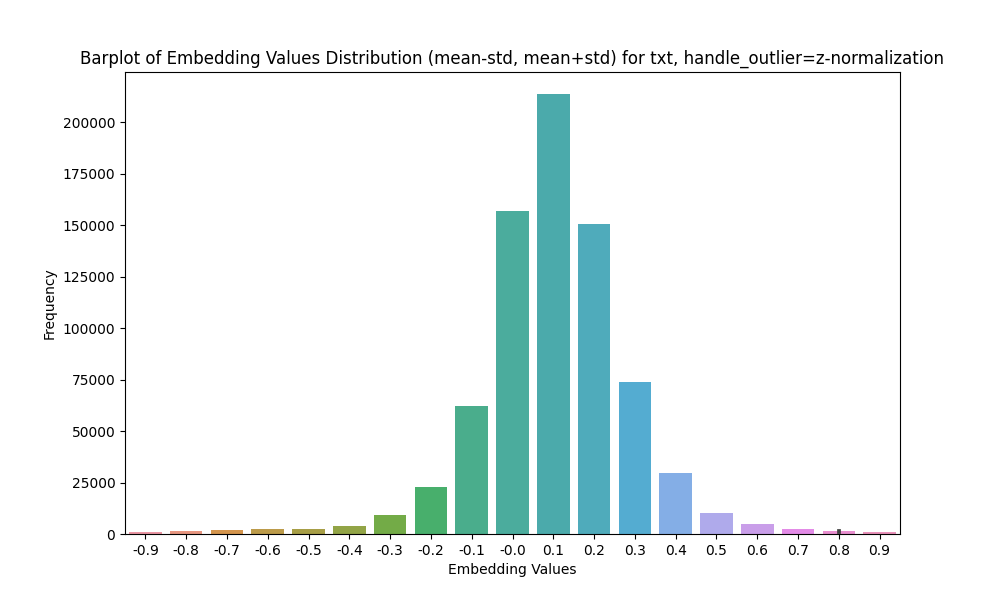 Barplot of Embedding Values Distribution (mean-std, mean+std) for txt, handle_outlier=z-normalization
Frequency
200000
175000
150000
125000
100000
75000
50000
25000
0
-0.9 -0.8 -0.7 -0.6 -0.5 -0.4 -0.3 -0.2 -0.1 -0.0 0.1 0.2 0.3 0.4 0.5 0.6 0.7 0.8 0.9
Embedding Values